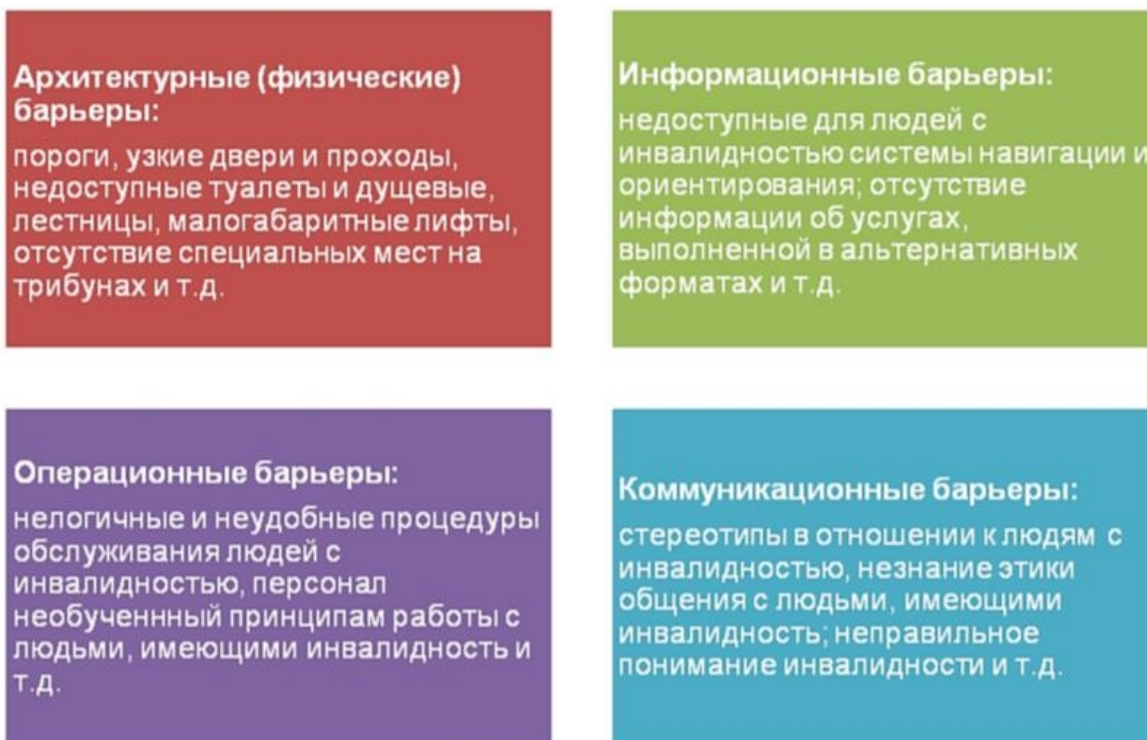 Архитектурные (физические)
барьеры:
пороги, узкие двери и проходы,
недоступные туалеты и дущевые,
лестницы, малогабаритные лифты,
отсутствие специальных мест на
трибунах и т.д.
Информационные барьеры:
недоступные для людей с
инвалидностью системы навигации и
ориентирования; отсутствие
информации об услугах,
выполненной в альтернативных
форматах и т.д.
Операционные барьеры:
нелогичные и неудобные процедуры
обслуживания людей с
инвалидностью, персонал
необученнный принципам работы с
людьми, имеющими инвалидность и
т.д.
Коммуникационные барьеры:
стереотипы в отношении к людям с
инвалидностью, незнание этики
общения с людьми, имеющими
инвалидность; неправильное
понимание инвалидности и т.д.